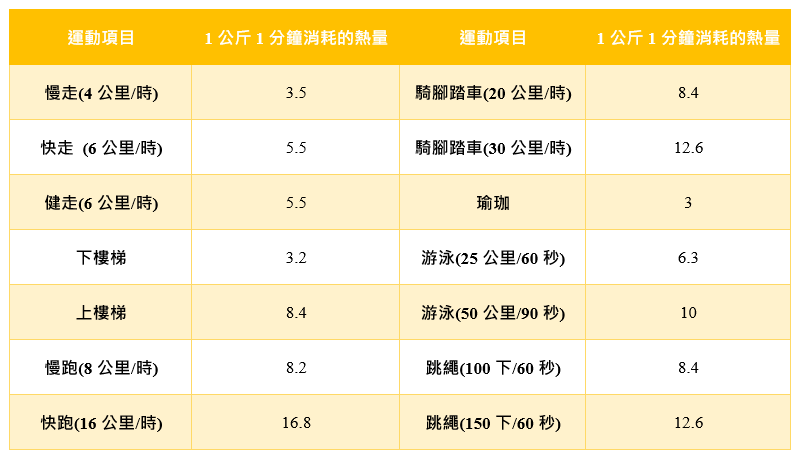 運動項目 1 公斤 1 分鐘消耗的熱量 運動項目 1 公斤 1 分鐘消耗的熱量
慢走(4 公里/時) 3.5 騎腳踏車(20 公里/時) 8.4
快走 (6 公里/時) 5.5 騎腳踏車(30 公里/時) 12.6
健走(6 公里/時) 5.5 瑜珈 3
下樓梯 3.2 游泳(25 公里/60 秒) 6.3
上樓梯 8.4 游泳(50 公里/90 秒) 10
慢跑(8 公里/時) 8.2 跳繩(100 下/60 秒) 8.4
快跑(16 公里/時) 16.8 跳繩(150 下/60 秒) 12.6